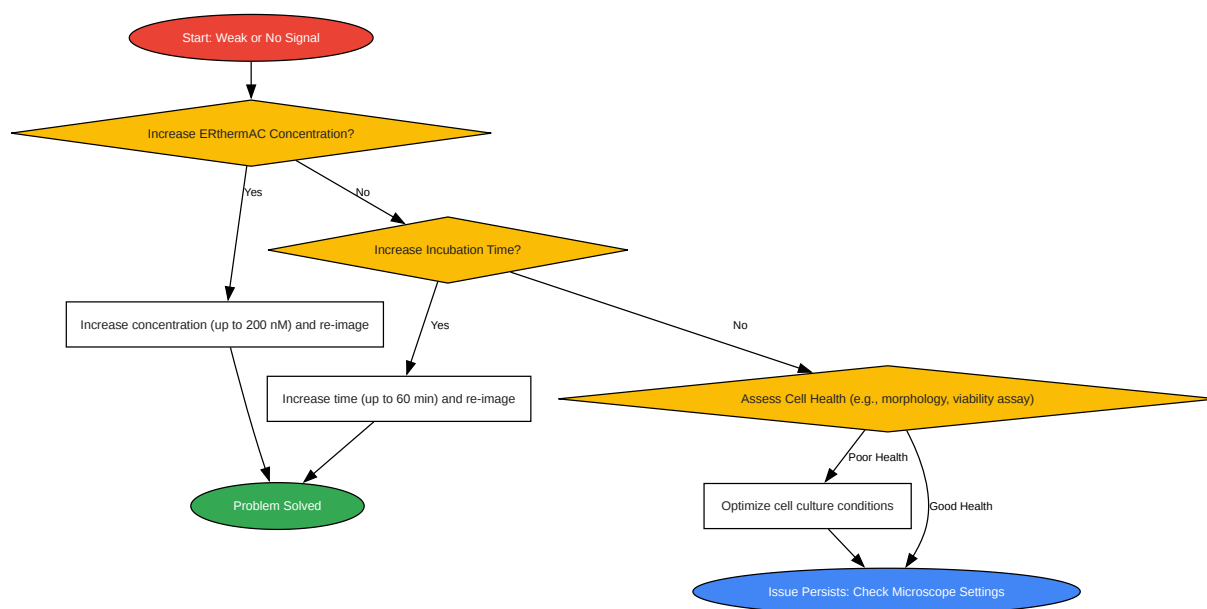 Start: Weak or No Signal
Increase ERthermAC Concentration?
Yes
No
Increase Incubation Time?
Increase concentration (up to 200 nM) and re-image
Yes
No
Increase time (up to 60 min) and re-image
Assess Cell Health (e.g., morphology, viability assay)
Poor Health
Problem Solved
Optimize cell culture conditions
Good Health
Issue Persists: Check Microscope Settings